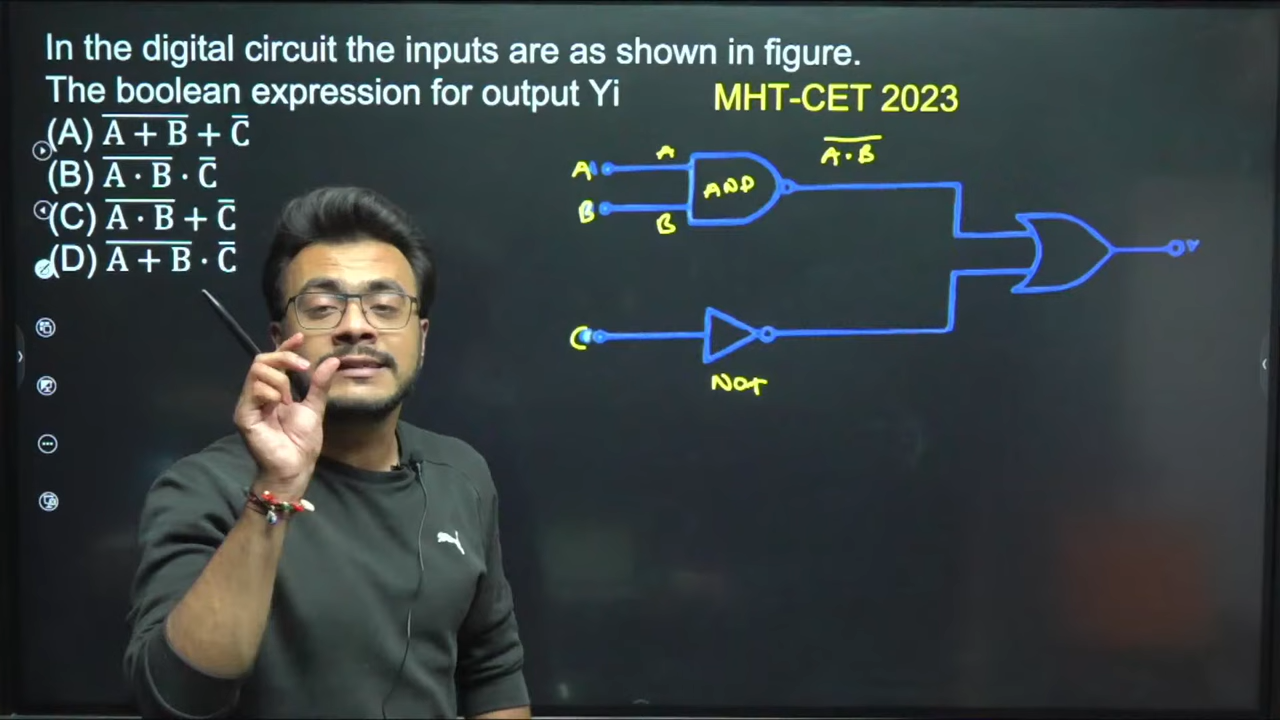 In the digital circuit the inputs are as shown in figure.
The boolean expression for output Yi
MHT-CET 2023
(A) A̅ ̅+̅ ̅B̅ + C̅
(B) A̅ ̅·̅ ̅B̅ · C̅
(C) A̅ ̅·̅ ̅B̅ + C̅
(D) A̅ ̅+̅ ̅B̅ · C̅
A A
AND
A̅ ̅·̅ ̅B̅
B B
C
NOT
Y